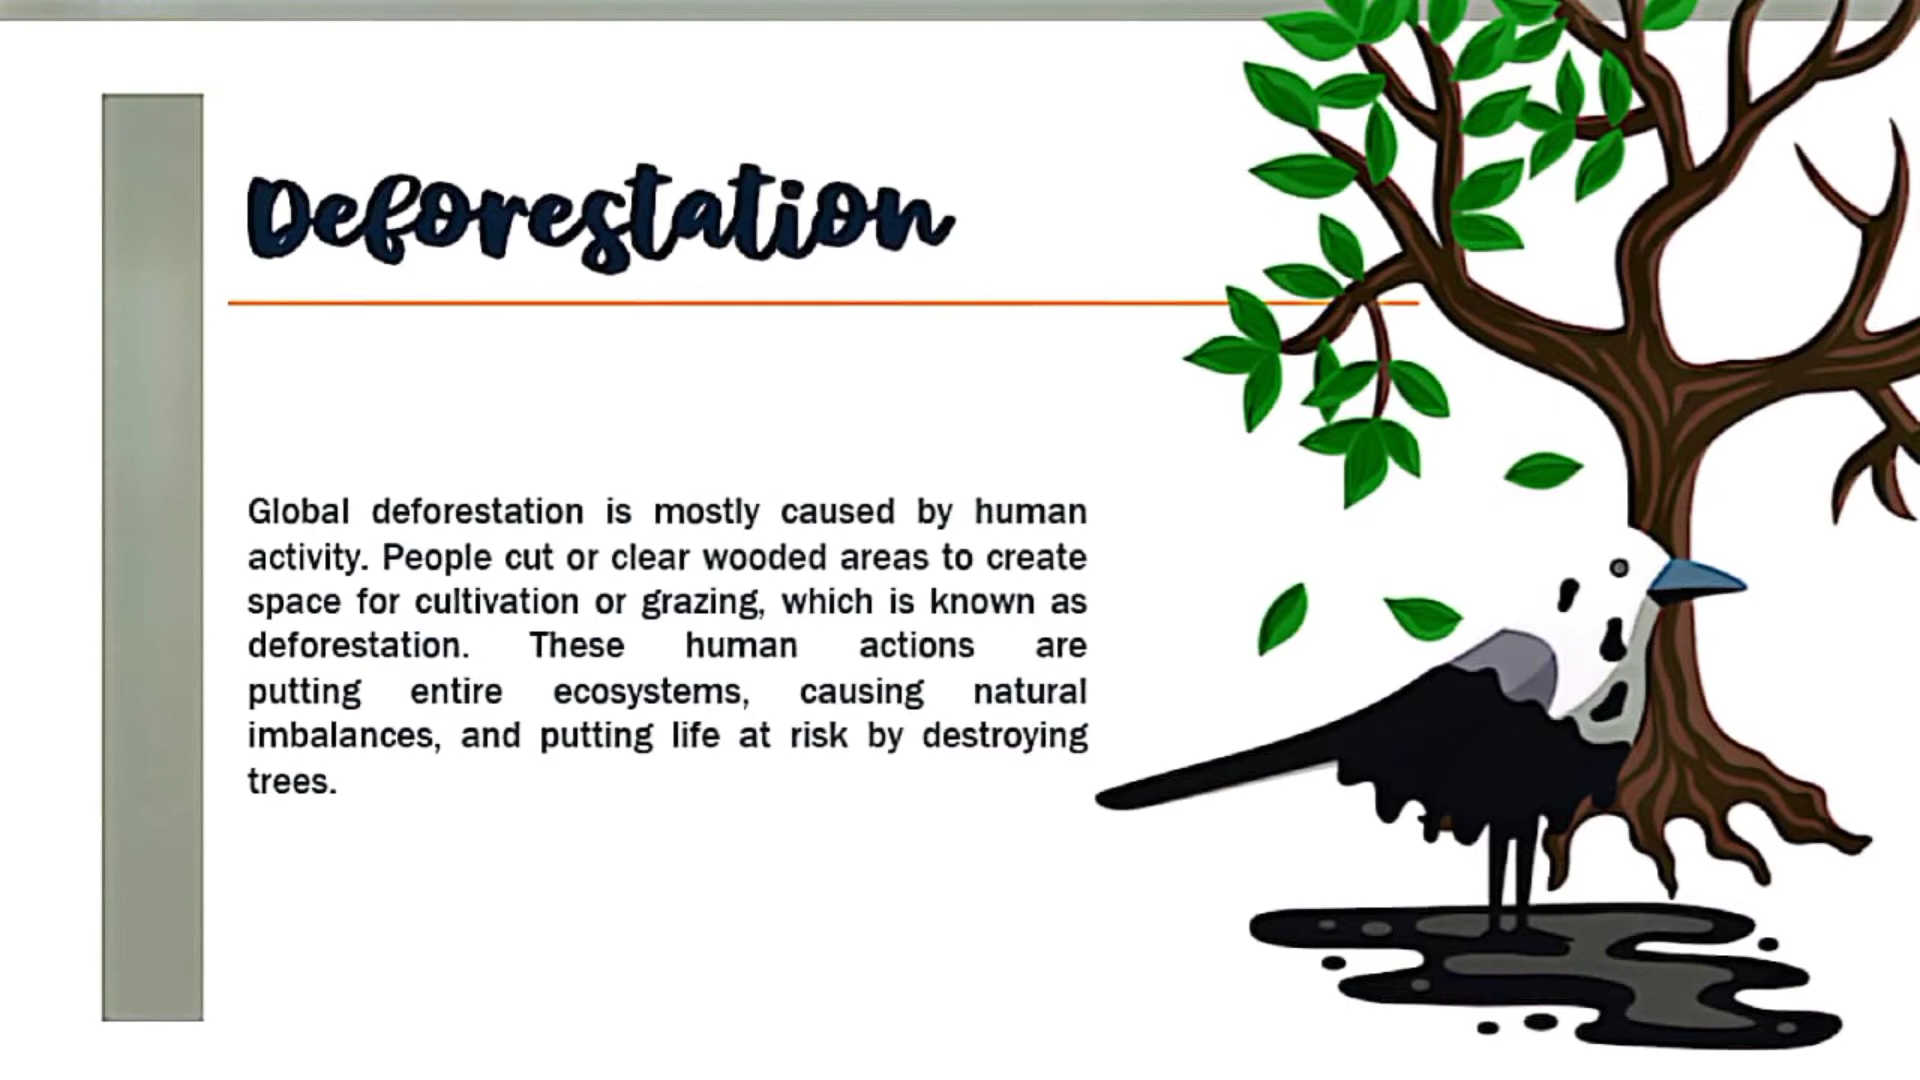 Deforestation
Global deforestation is mostly caused by human
activity. People cut or clear wooded areas to create
space for cultivation or grazing, which is known as
deforestation. These human actions are
putting entire ecosystems, causing natural
imbalances, and putting life at risk by destroying
trees.